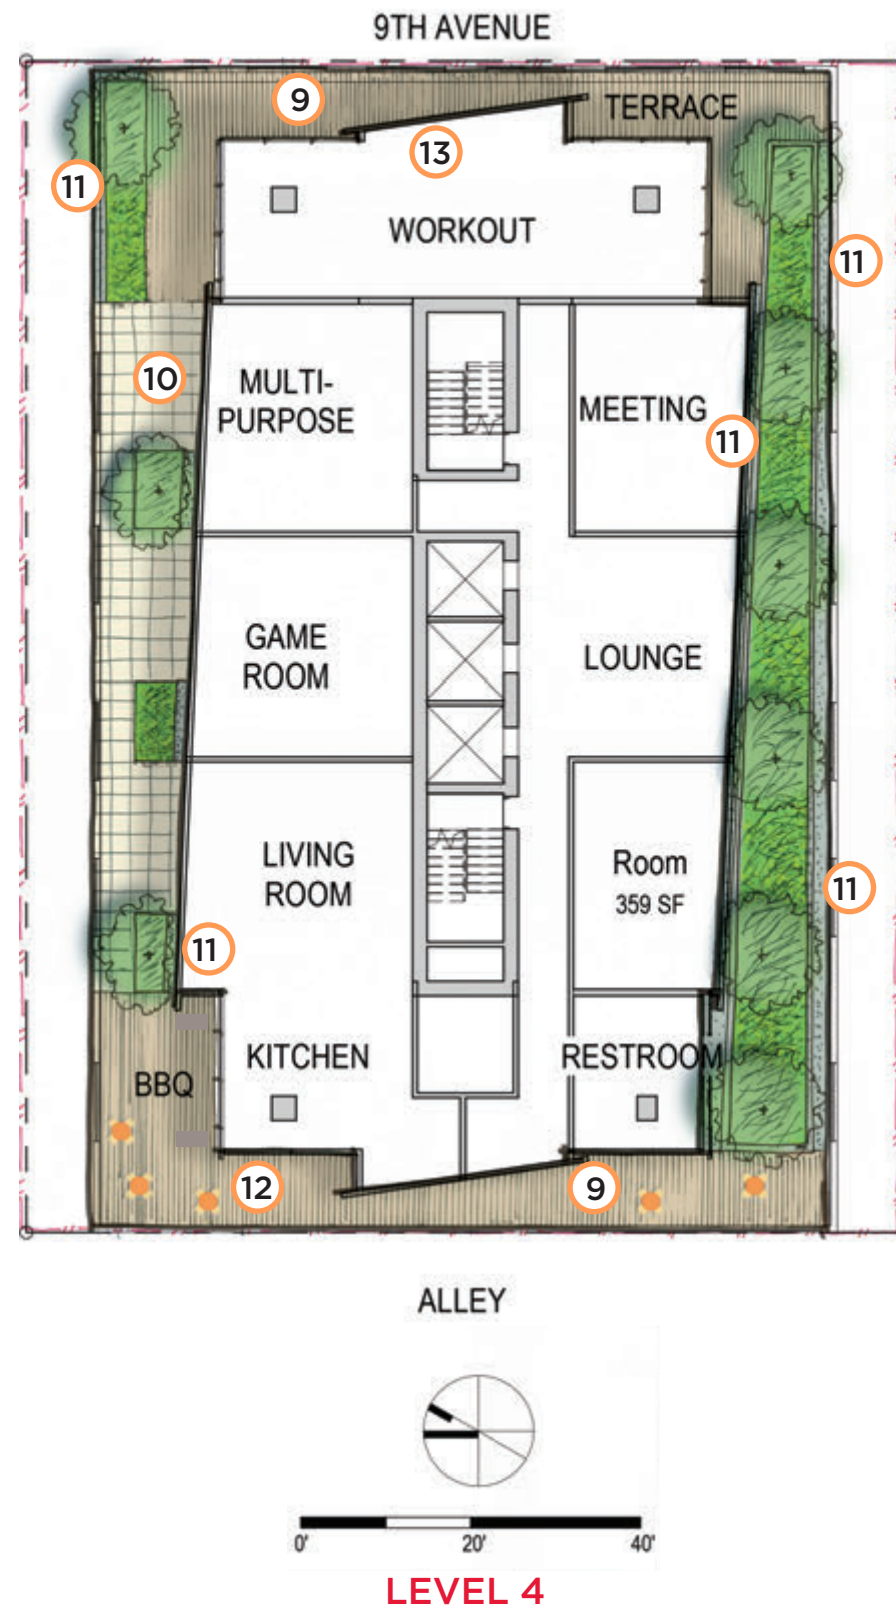 9TH AVENUE
9
TERRACE
13
11
WORKOUT
11
10
MULTI-
PURPOSE
MEETING
11
GAME
ROOM
LOUNGE
LIVING
ROOM
Room
359 SF
11
11
KITCHEN
RESTROOM
BBQ
12
9
ALLEY
0'
20'
40'
LEVEL 4